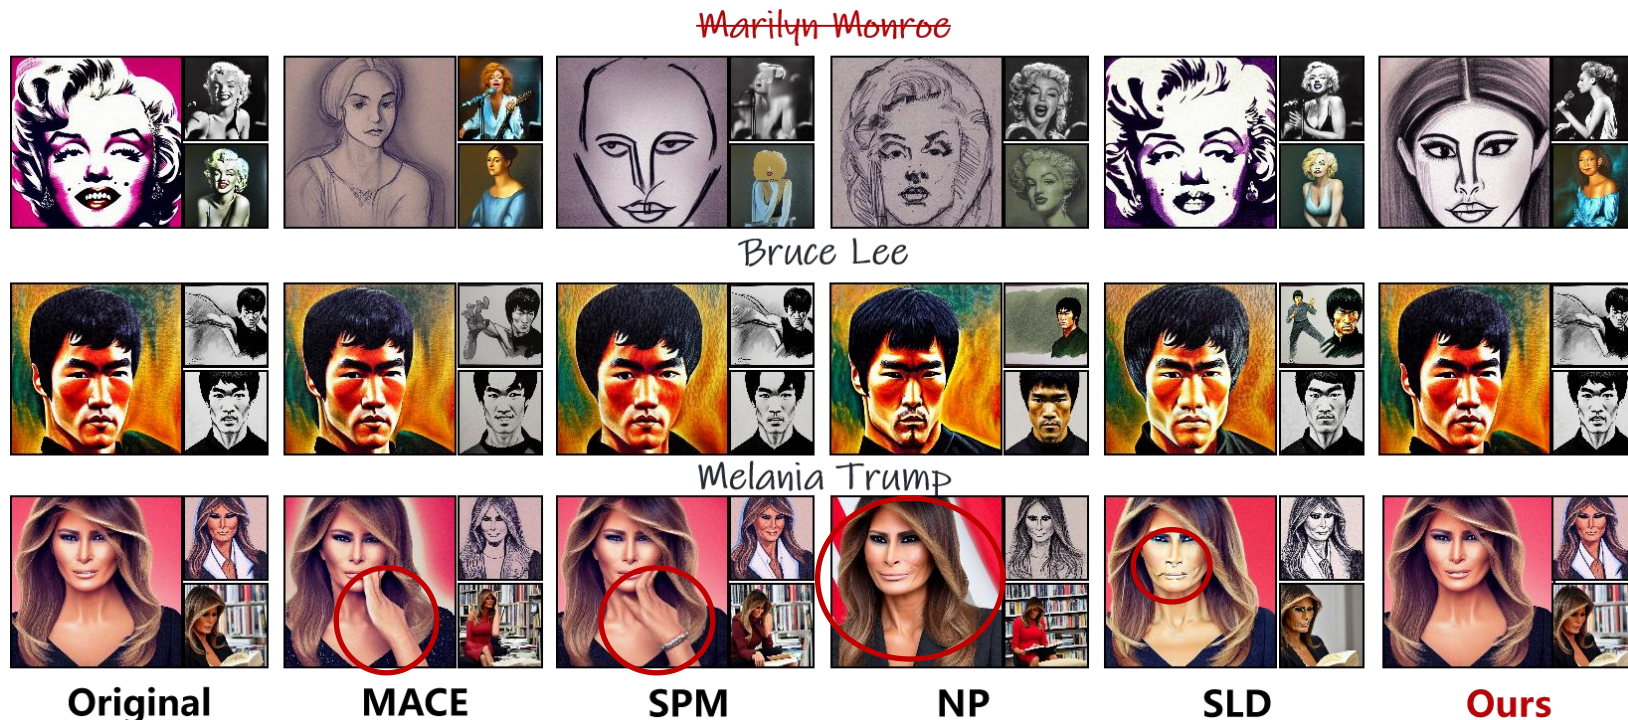 Marilyn Monroe
Bruce Lee
Melania Trump
Original MACE SPM NP SLD Ours